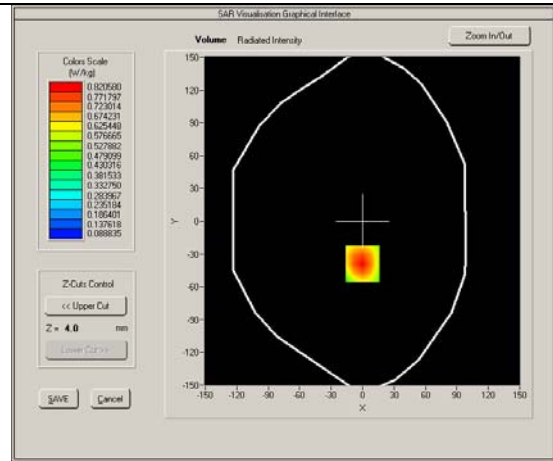 SAR Visualisation Graphical Interface
Volume Radiated Intensity
Zoom In/Out
Colors Scale
(W/kg)
0.820580
0.771797
0.723014
0.674231
0.625448
0.576665
0.527882
0.479099
0.430316
0.381533
0.332750
0.283967
0.235184
0.186401
0.137618
0.088835
150
120
90
60
30
0
-30
-60
-90
-120
-150
Y
-150 -120 -90 -60 -30 0 30 60 90 120 150
X
Z-Cuts Control
<< Upper Cut
Z = 4.0 mm
Lower Cut >>
SAVE Cancel